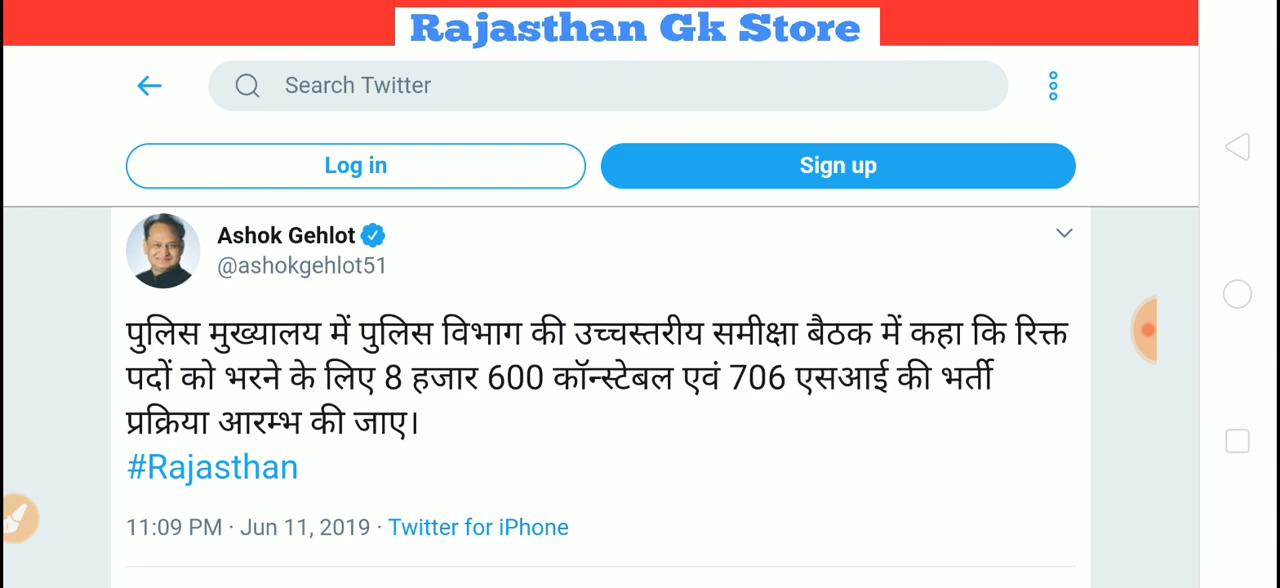 Rajasthan Gk Store
Search Twitter
Log in
Sign up
Ashok Gehlot
@ashokgehlot51
पुलिस मुख्यालय में पुलिस विभाग की उच्चस्तरीय समीक्षा बैठक में कहा कि रिक्त
पदों को भरने के लिए 8 हजार 600 कॉन्स्टेबल एवं 706 एसआई की भर्ती
प्रक्रिया आरम्भ की जाए।
#Rajasthan
11:09 PM · Jun 11, 2019 · Twitter for iPhone